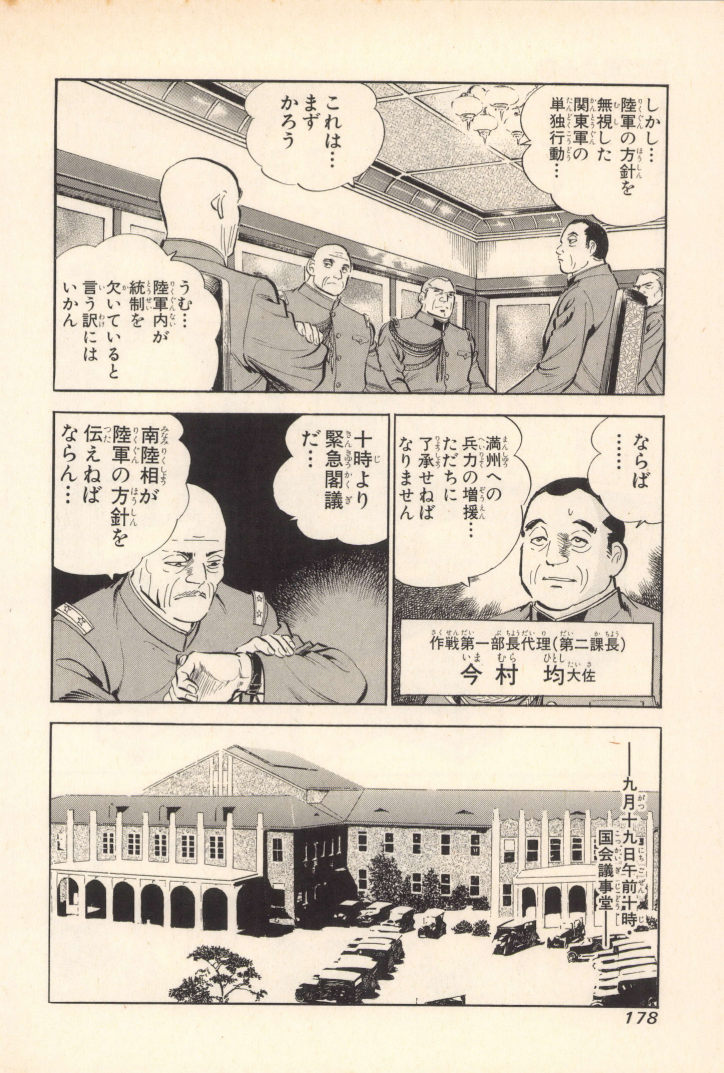 しかし…
陸軍の方針を
無視した
関東軍の
単独行動…
これは…
まず
かろう
うむ…
陸軍内が
統制を
欠いていると
言う訳には
いかん
ならば
……
満州への
兵力の増援…
ただちに
了承せねば
なりません
作戦第一部長代理(第二課長)
今村 均大佐
十時より
緊急閣議
だ…
南陸相が
陸軍の方針を
伝えねば
ならん…
―九月十九日午前十時・
国会議事堂―
178